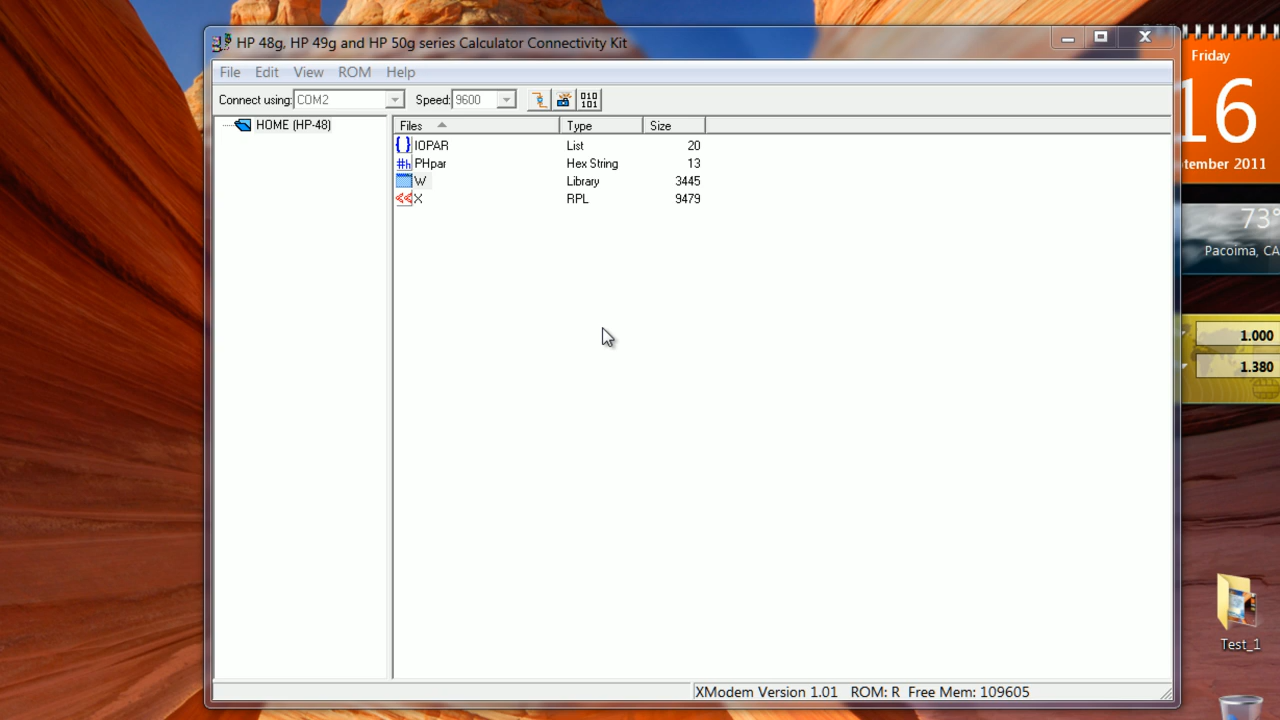 HP 48g, HP 49g and HP 50g series Calculator Connectivity Kit
File Edit View ROM Help
Connect using: COM2 Speed: 9600 010 101
HOME (HP-48)
Files Type Size
{ } IOPAR List 20
#h PHpar Hex String 13
W Library 3445
X RPL 9479
XModem Version 1.01 ROM: R Free Mem: 109605
Friday
16
tember 2011
73°
Pacoima, CA
1.000
1.380
Test_1